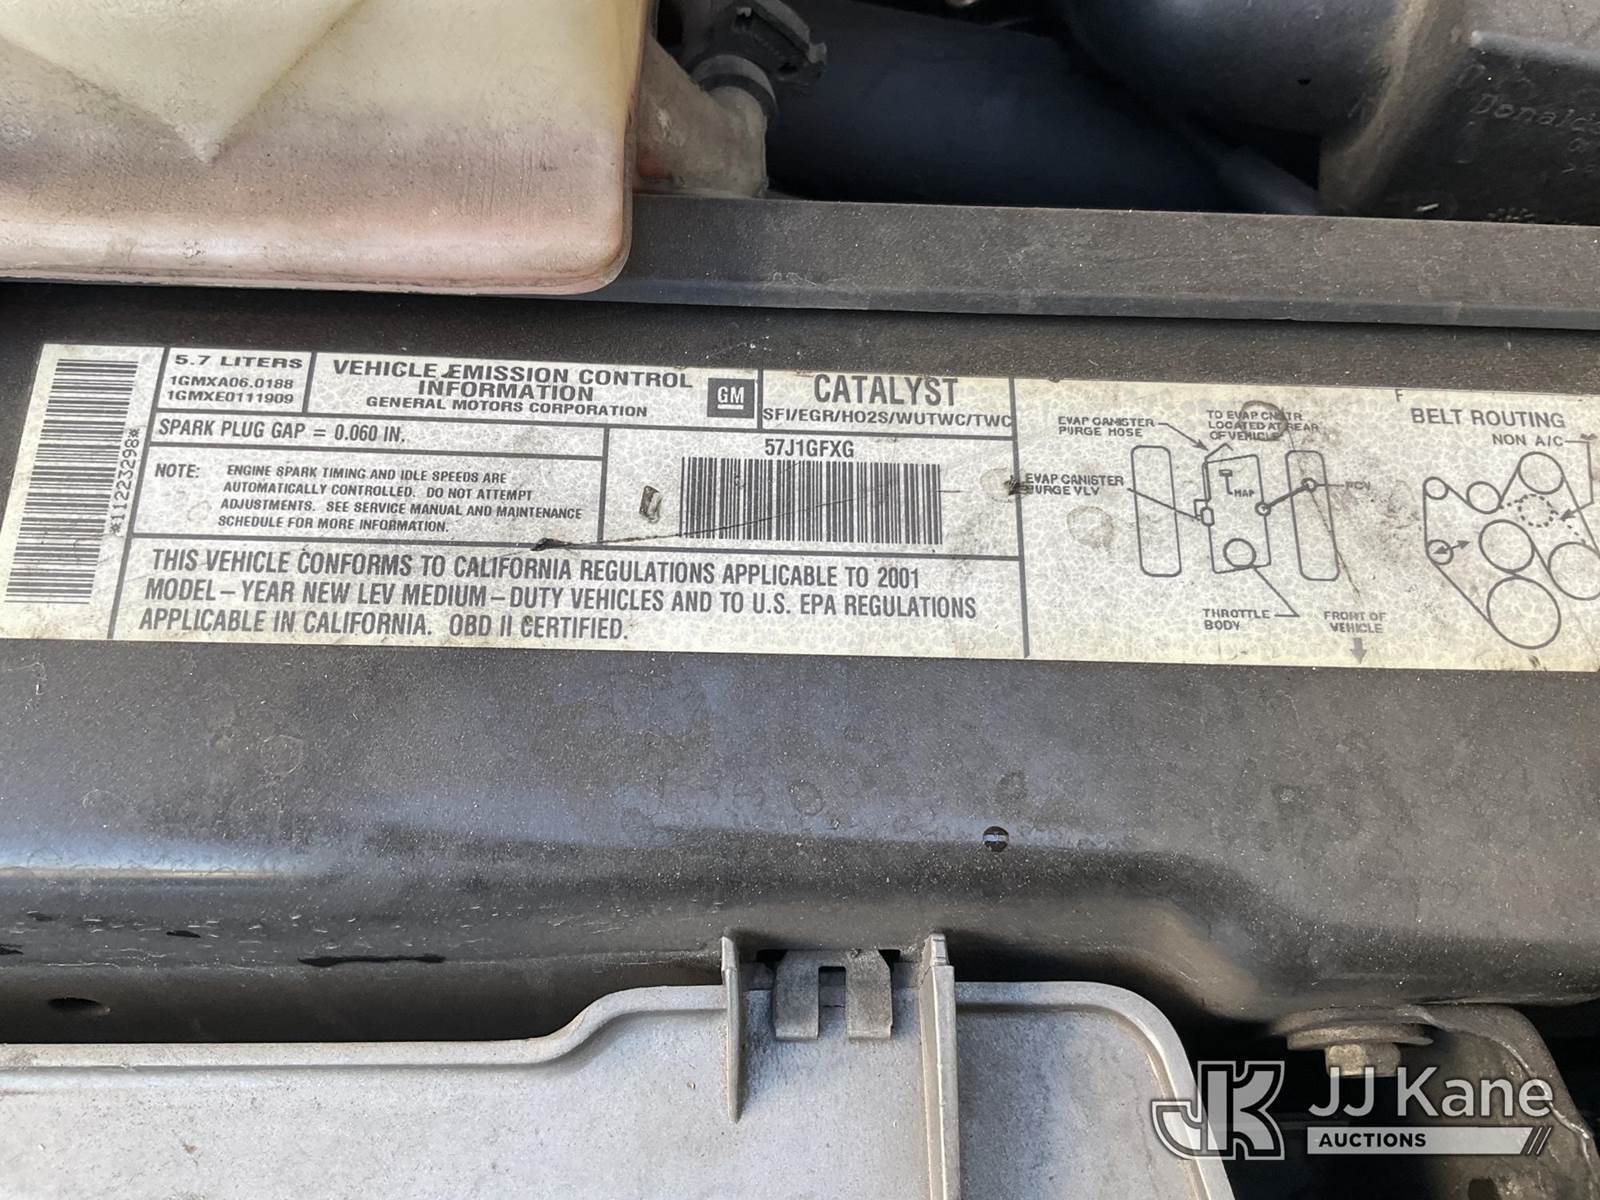 Donalds
*11223298*
5.7 LITERS
1GMXA06.0188
1GMXE0111909
VEHICLE EMISSION CONTROL
INFORMATION
GENERAL MOTORS CORPORATION
GM
CATALYST
SFI/EGR/HO2S/WUTWC/TWC
SPARK PLUG GAP = 0.060 IN.
NOTE: ENGINE SPARK TIMING AND IDLE SPEEDS ARE
AUTOMATICALLY CONTROLLED. DO NOT ATTEMPT
ADJUSTMENTS. SEE SERVICE MANUAL AND MAINTENANCE
SCHEDULE FOR MORE INFORMATION.
57J1GFXG
THIS VEHICLE CONFORMS TO CALIFORNIA REGULATIONS APPLICABLE TO 2001
MODEL-YEAR NEW LEV MEDIUM-DUTY VEHICLES AND TO U.S. EPA REGULATIONS
APPLICABLE IN CALIFORNIA. OBD II CERTIFIED.
EVAP CANISTER
PURGE HOSE
TO EVAP CNSTR
LOCATED AT REAR
OF VEHICLE
EVAP CANISTER
PURGE VLV
MAP
PCV
THROTTLE
BODY
FRONT OF
VEHICLE
F
BELT ROUTING
NON A/C
JK
JJ Kane
AUCTIONS